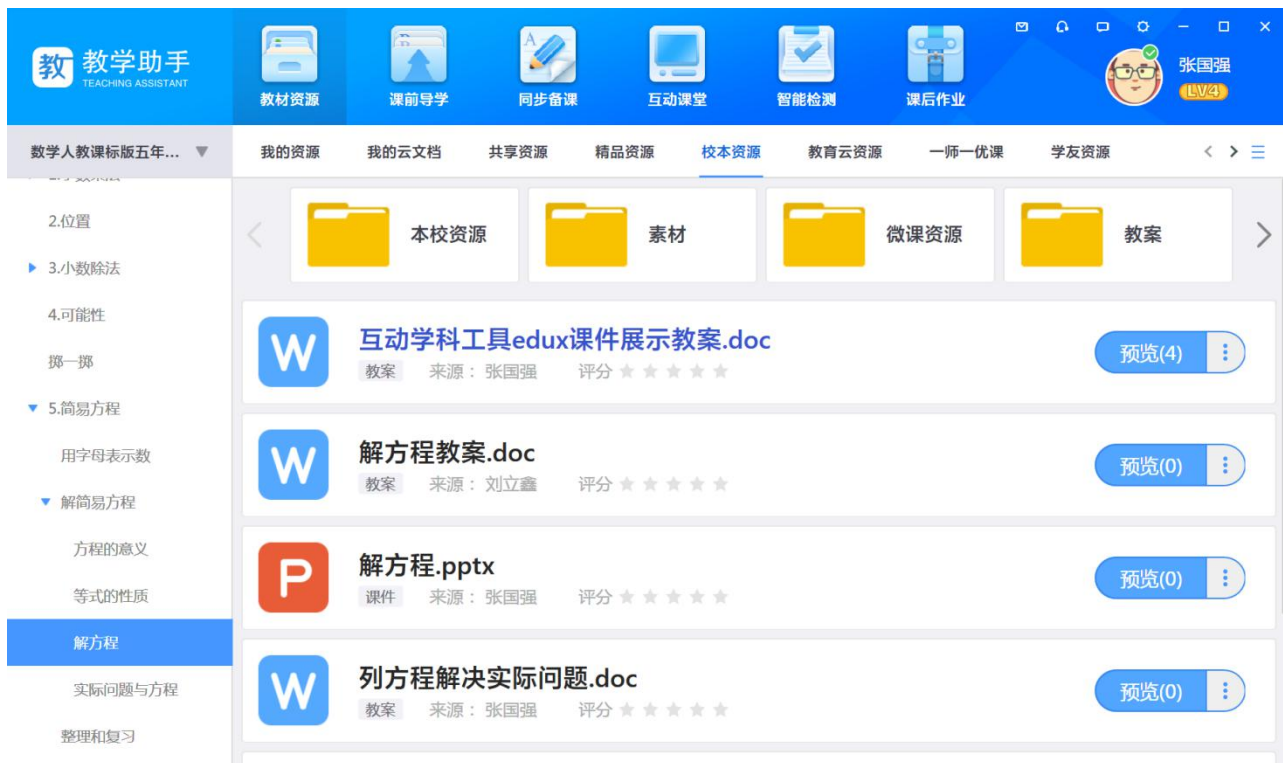 教 教学助手
TEACHING ASSISTANT
教材资源 课前导学 同步备课 互动课堂 智能检测 课后作业
张国强
LV4
数学人教课标版五年...
我的资源 我的云文档 共享资源 精品资源 校本资源 教育云资源 一师一优课 学友资源
2.位置
3.小数除法
4.可能性
掷一掷
5.简易方程
用字母表示数
解简易方程
方程的意义
等式的性质
解方程
实际问题与方程
整理和复习
本校资源 素材 微课资源 教案
W 互动学科工具edux课件展示教案.doc
教案 来源：张国强 评分
预览(4)
W 解方程教案.doc
教案 来源：刘立鑫 评分
预览(0)
P 解方程.pptx
课件 来源：张国强 评分
预览(0)
W 列方程解决实际问题.doc
教案 来源：张国强 评分
预览(0)